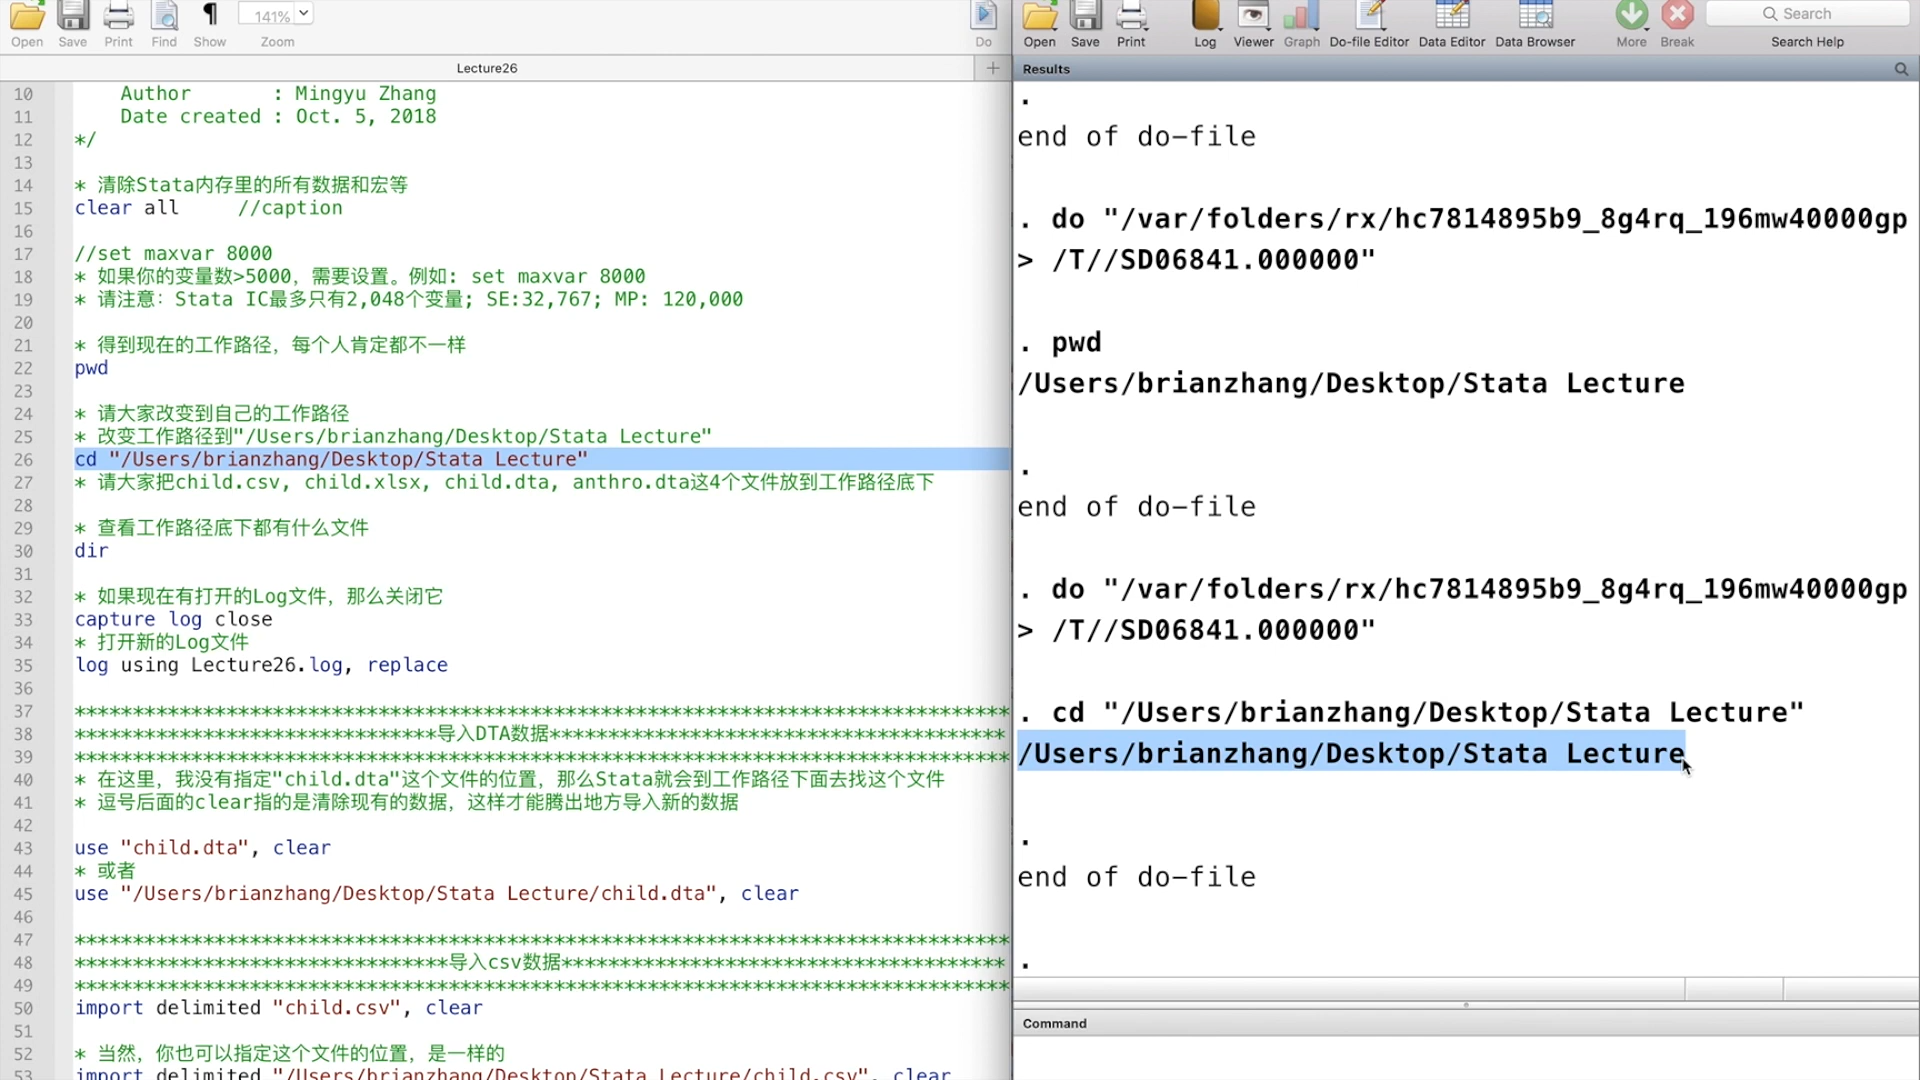 Open Save Print Find Show 141% Zoom Do
Lecture26
10 Author : Mingyu Zhang
11 Date created : Oct. 5, 2018
12 */
13
14 * 清除Stata内存里的所有数据和宏等
15 clear all //caption
16
17 //set maxvar 8000
18 * 如果你的变量数>5000，需要设置。例如: set maxvar 8000
19 * 请注意：Stata IC最多只有2,048个变量; SE:32,767; MP: 120,000
20
21 * 得到现在的工作路径，每个人肯定都不一样
22 pwd
23
24 * 请大家改变到自己的工作路径
25 * 改变工作路径到"/Users/brianzhang/Desktop/Stata Lecture"
26 cd "/Users/brianzhang/Desktop/Stata Lecture"
27 * 请大家把child.csv, child.xlsx, child.dta, anthro.dta这4个文件放到工作路径底下
28
29 * 查看工作路径底下都有什么文件
30 dir
31
32 * 如果现在有打开的Log文件，那么关闭它
33 capture log close
34 * 打开新的Log文件
35 log using Lecture26.log, replace
36
37 *********************************************************************************
38 *******************************导入DTA数据***************************************
39 *********************************************************************************
40 * 在这里，我没有指定"child.dta"这个文件的位置，那么Stata就会到工作路径下面去找这个文件
41 * 逗号后面的clear指的是清除现有的数据，这样才能腾出地方导入新的数据
42
43 use "child.dta", clear
44 * 或者
45 use "/Users/brianzhang/Desktop/Stata Lecture/child.dta", clear
46
47 *********************************************************************************
48 ********************************导入csv数据**************************************
49 *********************************************************************************
50 import delimited "child.csv", clear
51
52 * 当然，你也可以指定这个文件的位置，是一样的
53 import delimited "/Users/brianzhang/Desktop/Stata Lecture/child.csv", clear
Open Save Print Log Viewer Graph Do-file Editor Data Editor Data Browser More Break Search
Search Help
Results
.
end of do-file
. do "/var/folders/rx/hc7814895b9_8g4rq_196mw40000gp
> /T//SD06841.000000"
. pwd
/Users/brianzhang/Desktop/Stata Lecture
.
end of do-file
. do "/var/folders/rx/hc7814895b9_8g4rq_196mw40000gp
> /T//SD06841.000000"
. cd "/Users/brianzhang/Desktop/Stata Lecture"
/Users/brianzhang/Desktop/Stata Lecture
.
end of do-file
.
Command